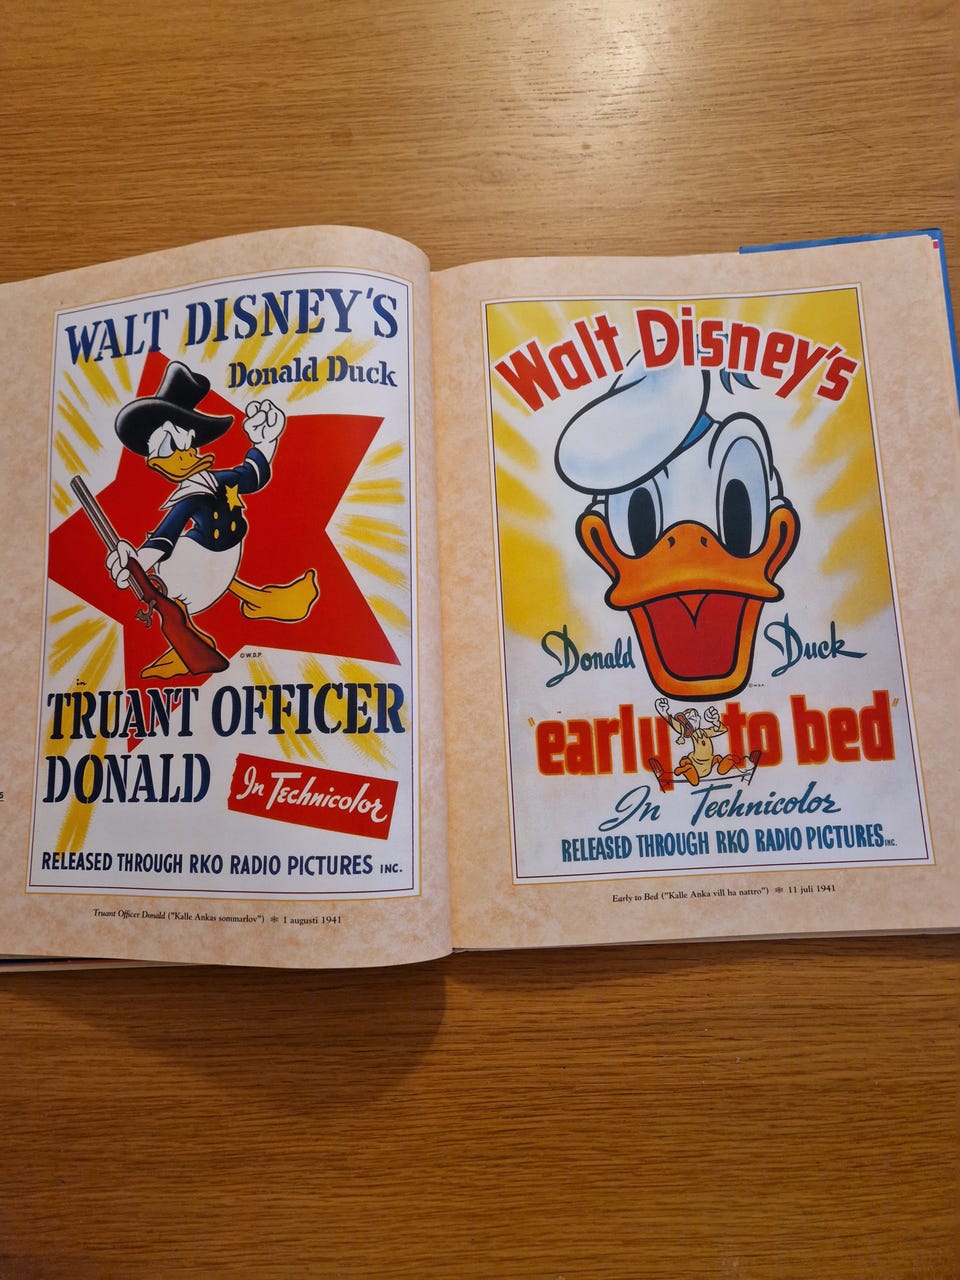 WALT DISNEY'S
Donald Duck
© W.D.P.
in
TRUANT OFFICER
DONALD
In Technicolor
RELEASED THROUGH RKO RADIO PICTURES INC.
Truant Officer Donald ("Kalle Ankas sommarlov") ❄ 1 augusti 1941
Walt Disney's
Donald Duck
"early to bed"
In Technicolor
RELEASED THROUGH RKO RADIO PICTURES INC.
Early to Bed ("Kalle Anka vill ha nattro") ❄ 11 juli 1941